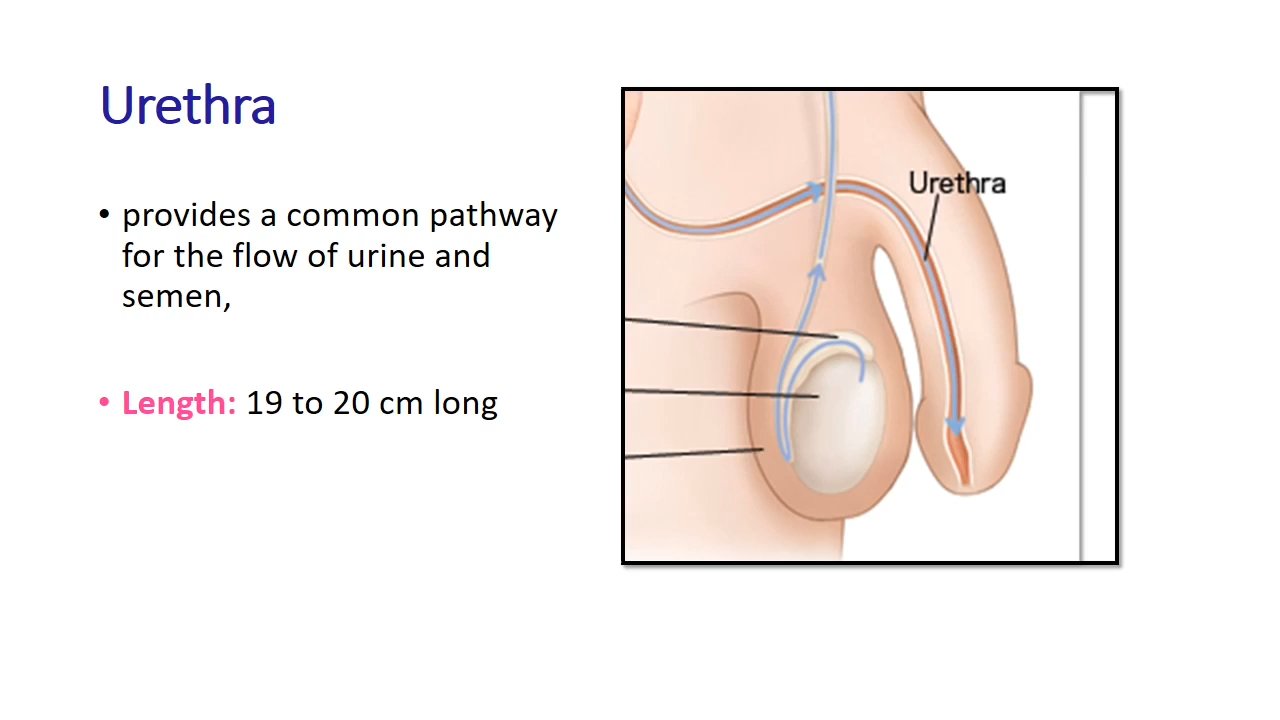 Urethra
• provides a common pathway
for the flow of urine and
semen,
• Length: 19 to 20 cm long
Urethra